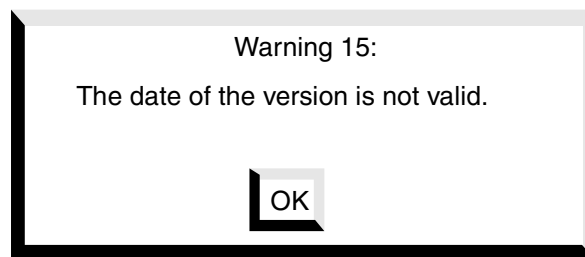 Warning 15:
The date of the version is not valid.
OK